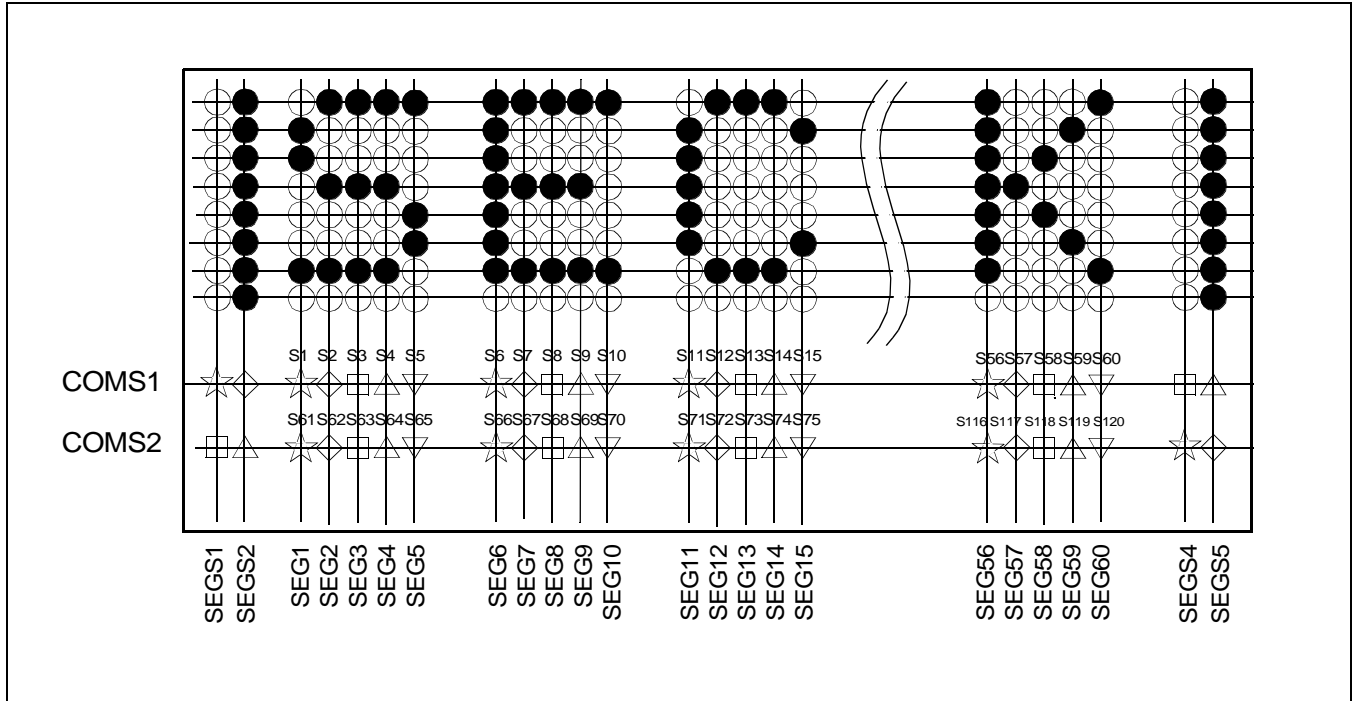 S E C K
S1 S2 S3 S4 S5 S6 S7 S8 S9 S10 S11 S12 S13 S14 S15 S56 S57 S58 S59 S60
COMS1
S61 S62 S63 S64 S65 S66 S67 S68 S69 S70 S71 S72 S73 S74 S75 S116 S117 S118 S119 S120
COMS2
SEGS1 SEGS2 SEG1 SEG2 SEG3 SEG4 SEG5 SEG6 SEG7 SEG8 SEG9 SEG10 SEG11 SEG12 SEG13 SEG14 SEG15 SEG56 SEG57 SEG58 SEG59 SEG60 SEGS4 SEGS5